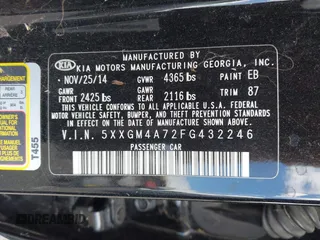 MANUFACTURED BY
KIA KIA MOTORS MANUFACTURING GEORGIA, INC.
NOV/25/14 GVWR 4365 lbs PAINT EB
GAWR GAWR TRIM 87
FRONT 2425 lbs REAR 2116 lbs
THIS VEHICLE CONFORMS TO ALL APPLICABLE
FEDERAL MOTOR VEHICLE SAFETY,
BUMPER, AND THEFT PREVENTION STANDARDS
IN EFFECT ON THE DATE OF MANUFACTURE
SHOWN ABOVE.
V.I.N. 5XXGM4A72FG432246
PASSENGER CAR
REAR
T455